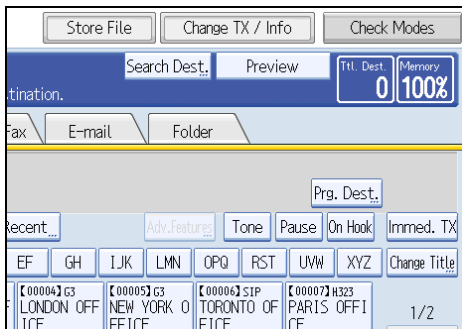 Store File Change TX / Info Check Modes
Search Dest. Preview Ttl. Dest. Memory
tination. 0 100%
Fax E-mail Folder
Prg. Dest.
Recent Adv.Features Tone Pause On Hook Immed. TX
EF GH IJK LMN OPQ RST UVW XYZ Change Title
【00004】G3 【00005】G3 【00006】SIP 【00007】H323
LONDON OFF NEW YORK O TORONTO OF PARIS OFFI 1/2
ICE FFICE FICE CE